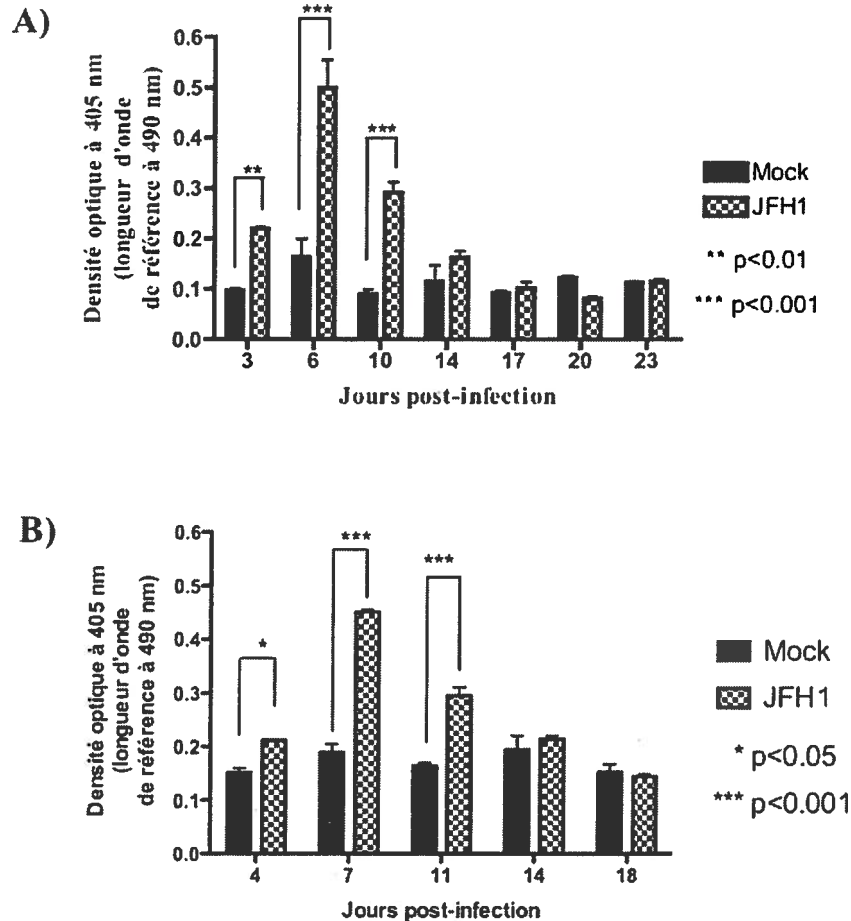 A)
Densité optique à 405 nm
(longueur d'onde
de référence à 490 nm)
0.6
0.5
0.4
0.3
0.2
0.1
0.0
***
**
***
3 6 10 14 17 20 23
Jours post-infection
Mock
JFH1
** p<0.01
*** p<0.001
B)
Densité optique à 405 nm
(longueur d'onde
de référence à 490 nm)
0.6
0.5
0.4
0.3
0.2
0.1
0.0
***
***
*
4 7 11 14 18
Jours post-infection
Mock
JFH1
* p<0.05
*** p<0.001